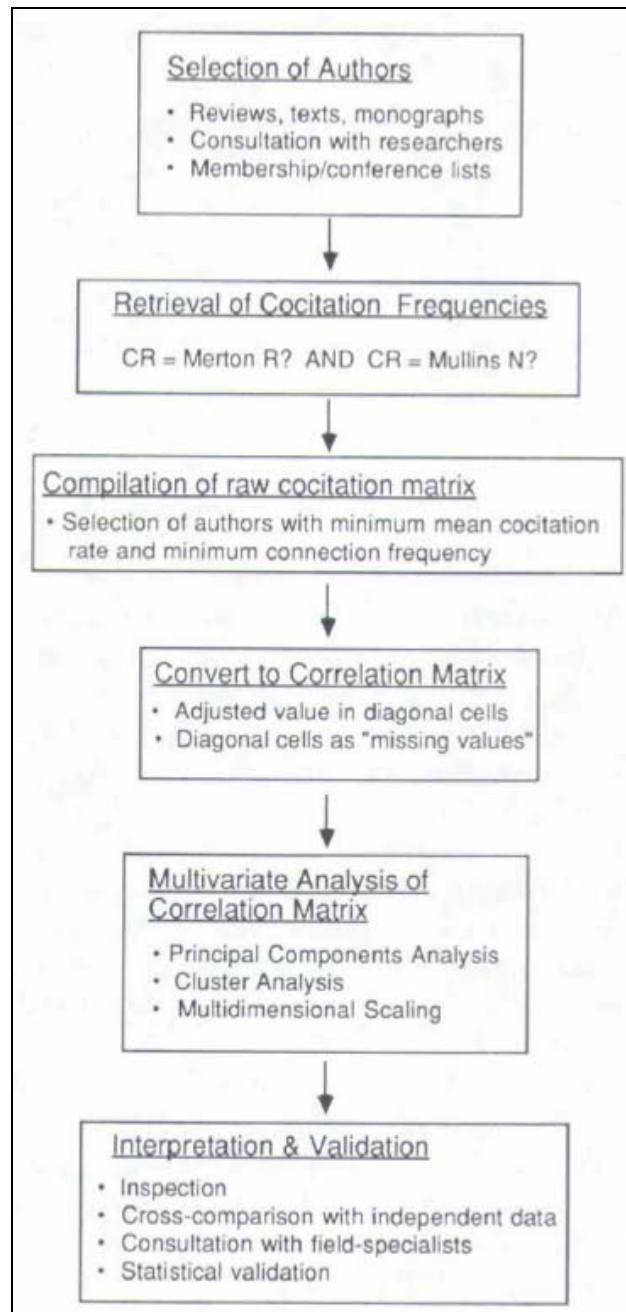 Selection of Authors
• Reviews, texts, monographs
• Consultation with researchers
• Membership/conference lists
Retrieval of Cocitation Frequencies
CR = Merton R? AND CR = Mullins N?
Compilation of raw cocitation matrix
• Selection of authors with minimum mean cocitation
rate and minimum connection frequency
Convert to Correlation Matrix
• Adjusted value in diagonal cells
• Diagonal cells as "missing values"
Multivariate Analysis of
Correlation Matrix
• Principal Components Analysis
• Cluster Analysis
• Multidimensional Scaling
Interpretation & Validation
• Inspection
• Cross-comparison with independent data
• Consultation with field-specialists
• Statistical validation